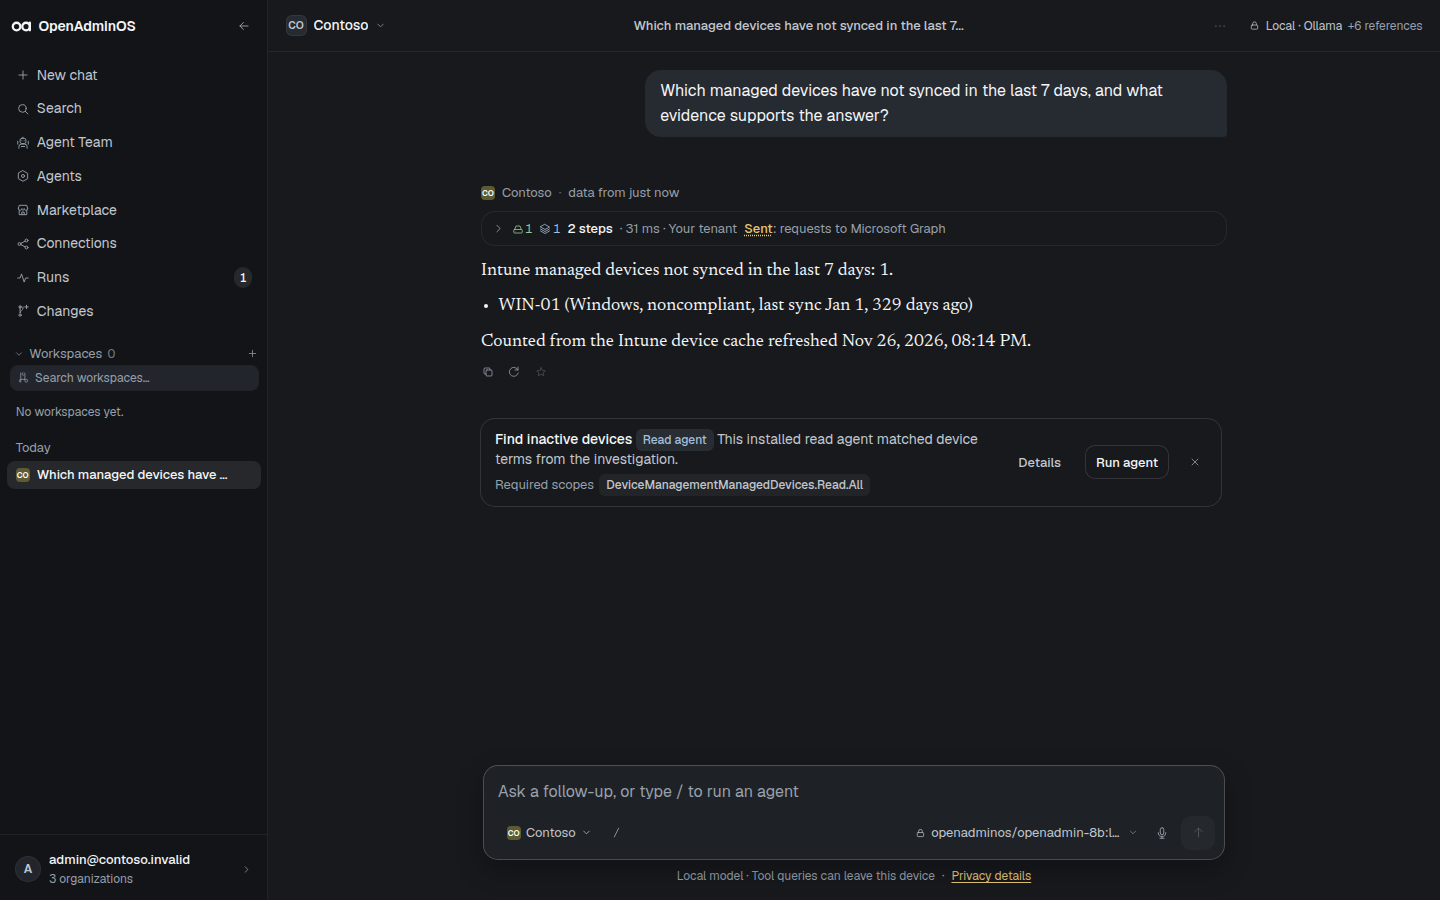 OpenAdminOS
New chat
Search
Agent Team
Agents
Marketplace
Connections
Runs 1
Changes
Workspaces 0
Search workspaces...
No workspaces yet.
Today
CO Which managed devices have ...
A
admin@contoso.invalid
3 organizations
CO Contoso
Which managed devices have not synced in the last 7...
Local · Ollama +6 references
Which managed devices have not synced in the last 7 days, and what
evidence supports the answer?
CO Contoso · data from just now
1 1 2 steps · 31 ms · Your tenant Sent: requests to Microsoft Graph
Intune managed devices not synced in the last 7 days: 1.
• WIN-01 (Windows, noncompliant, last sync Jan 1, 329 days ago)
Counted from the Intune device cache refreshed Nov 26, 2026, 08:14 PM.
Find inactive devices Read agent This installed read agent matched device
terms from the investigation.
Required scopes DeviceManagementManagedDevices.Read.All
Details
Run agent
Ask a follow-up, or type / to run an agent
CO Contoso /
openadminos/openadmin-8b:l...
Local model · Tool queries can leave this device · Privacy details